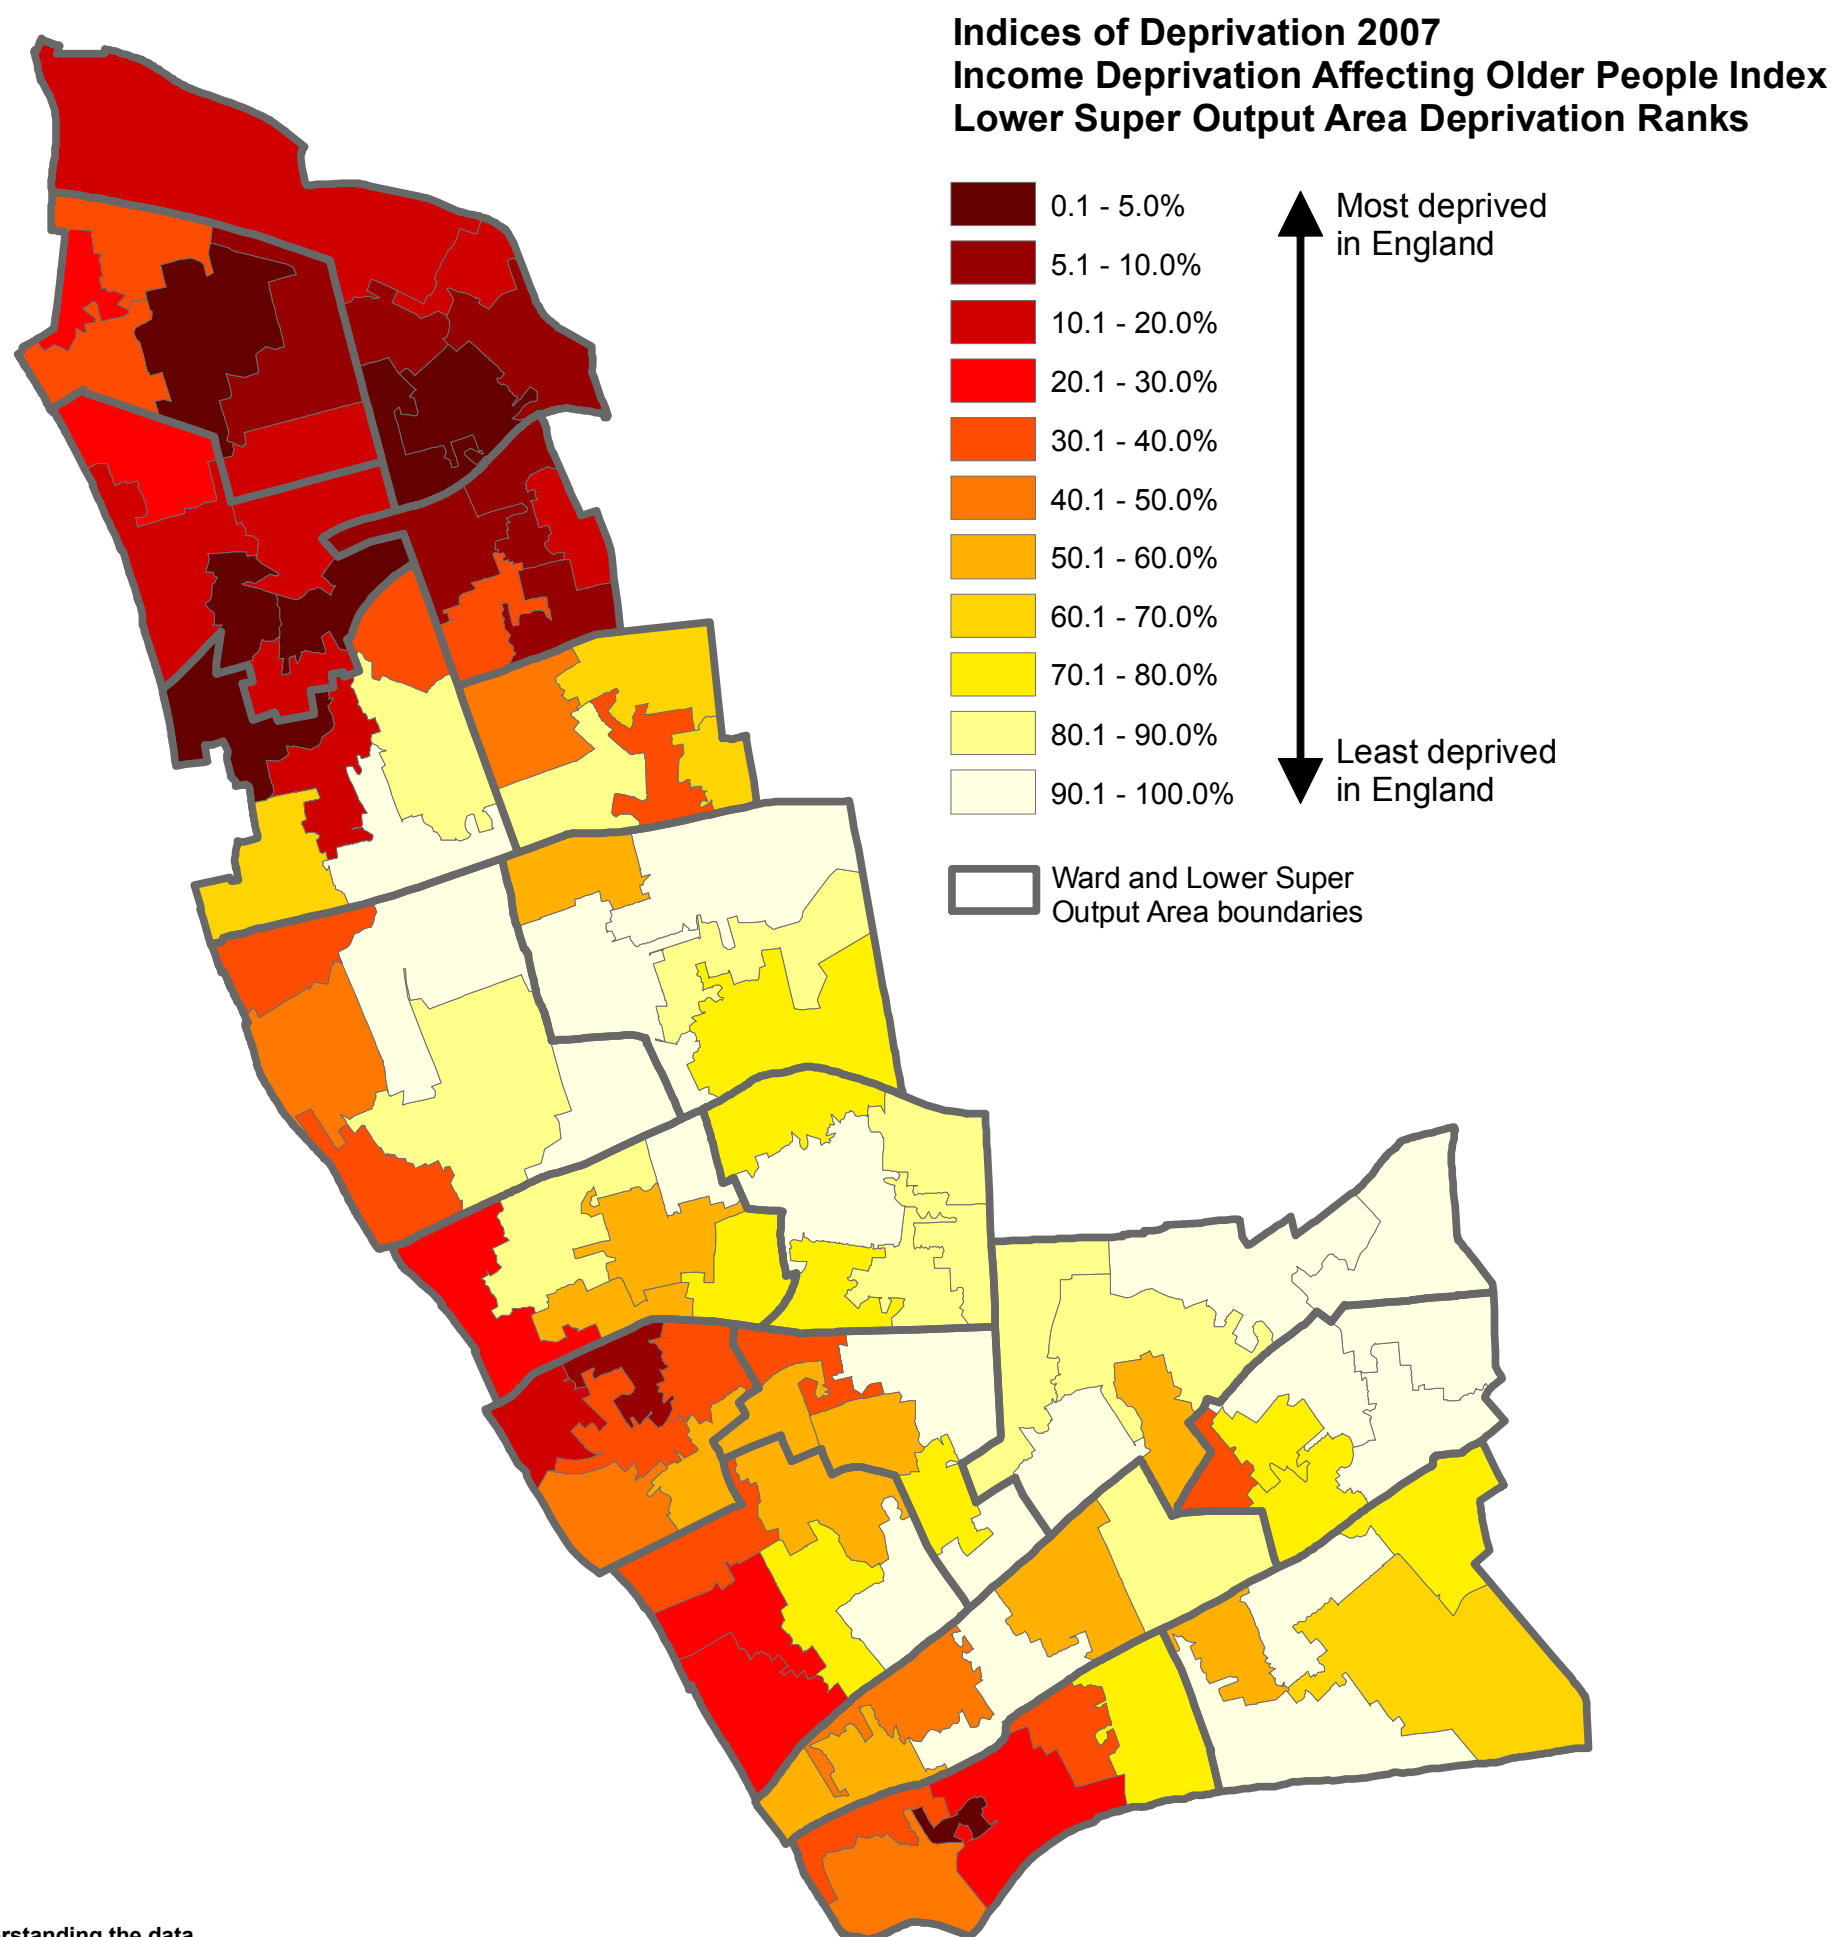 Indices of Deprivation 2007
Income Deprivation Affecting Older People Index
Lower Super Output Area Deprivation Ranks
0.1 - 5.0%
5.1 - 10.0%
10.1 - 20.0%
20.1 - 30.0%
30.1 - 40.0%
40.1 - 50.0%
50.1 - 60.0%
60.1 - 70.0%
70.1 - 80.0%
80.1 - 90.0%
90.1 - 100.0%
Most deprived
in England
Least deprived
in England
Ward and Lower Super
Output Area boundaries
the data